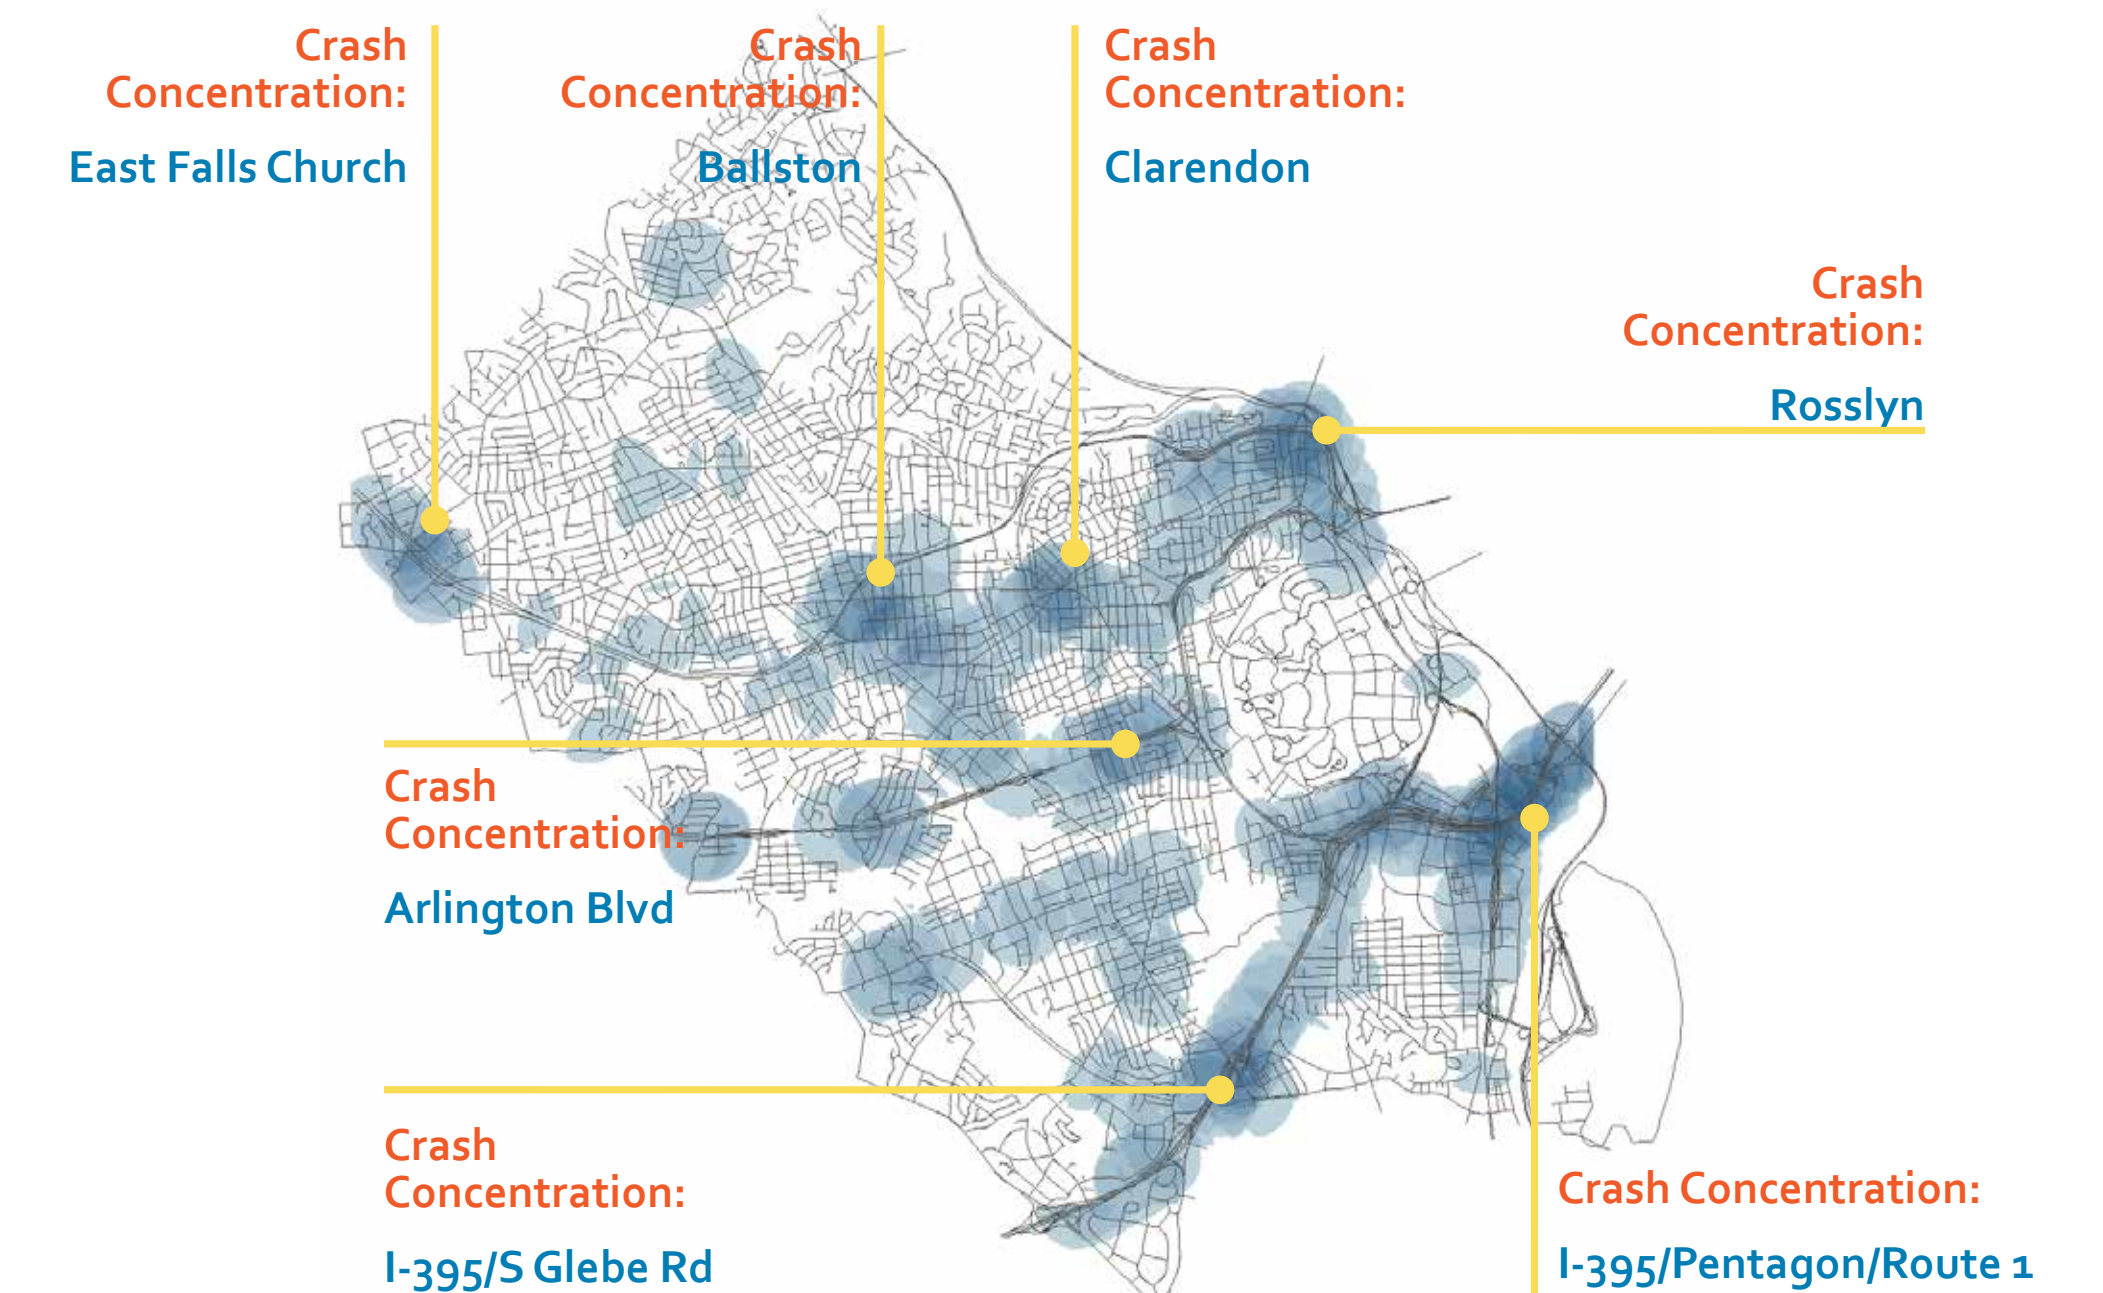 Crash
Concentration:
East Falls Church
Crash
Concentration:
Ballston
Crash
Concentration:
Clarendon
Crash
Concentration:
Rosslyn
Crash
Concentration:
Arlington Blvd
Crash
Concentration:
I-395/S Glebe Rd
Crash Concentration:
I-395/Pentagon/Route 1